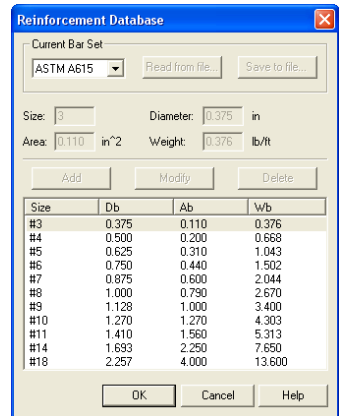 Reinforcement Database
Current Bar Set
ASTM A615 Read from file... Save to file...
Size: 3 Diameter: 0.375 in
Area: 0.110 in^2 Weight: 0.376 lb/ft
Add Modify Delete
Size Db Ab Wb
#3 0.375 0.110 0.376
#4 0.500 0.200 0.668
#5 0.625 0.310 1.043
#6 0.750 0.440 1.502
#7 0.875 0.600 2.044
#8 1.000 0.790 2.670
#9 1.128 1.000 3.400
#10 1.270 1.270 4.303
#11 1.410 1.560 5.313
#14 1.693 2.250 7.650
#18 2.257 4.000 13.600
OK Cancel Help